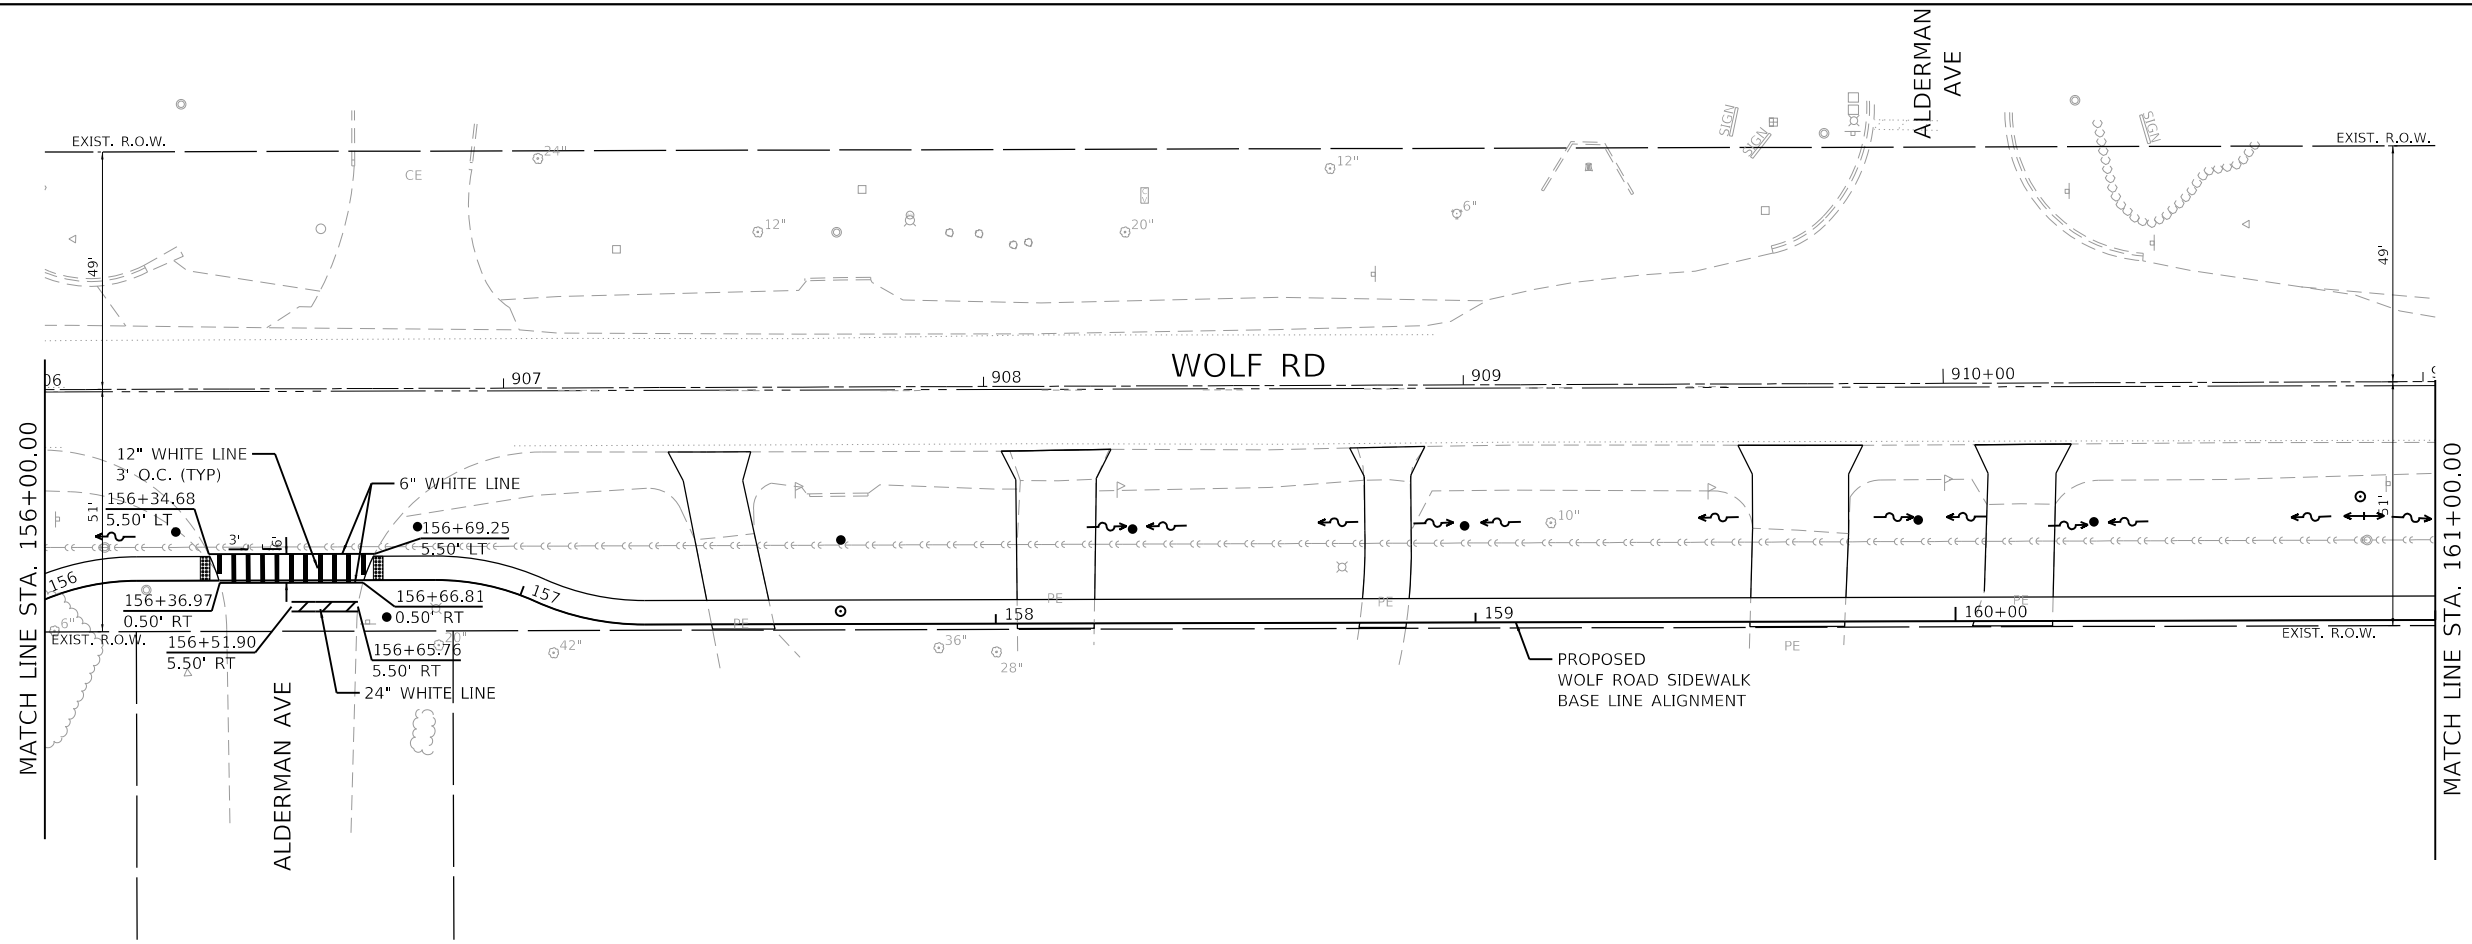 ALDERMAN
AVE
EXIST. R.O.W.
EXIST. R.O.W.
SIGN
SIGN
SIGN
24"
12"
CE
6"
12"
20"
49'
49'
WOLF RD
06
907
908
909
910+00
9
MATCH LINE STA. 156+00.00
MATCH LINE STA. 161+00.00
12" WHITE LINE
3' O.C. (TYP)
6" WHITE LINE
156+34.68
5.50' LT
51'
51'
156+69.25
5.50' LT
3'
6'
10"
156
157
158
159
160+00
PE
PE
PE
PE
PE
156+36.97
0.50' RT
156+66.81
0.50' RT
6"
EXIST. R.O.W.
EXIST. R.O.W.
156+51.90
5.50' RT
20"
156+65.76
5.50' RT
42"
36"
28"
24" WHITE LINE
PROPOSED
WOLF ROAD SIDEWALK
BASE LINE ALIGNMENT
ALDERMAN AVE